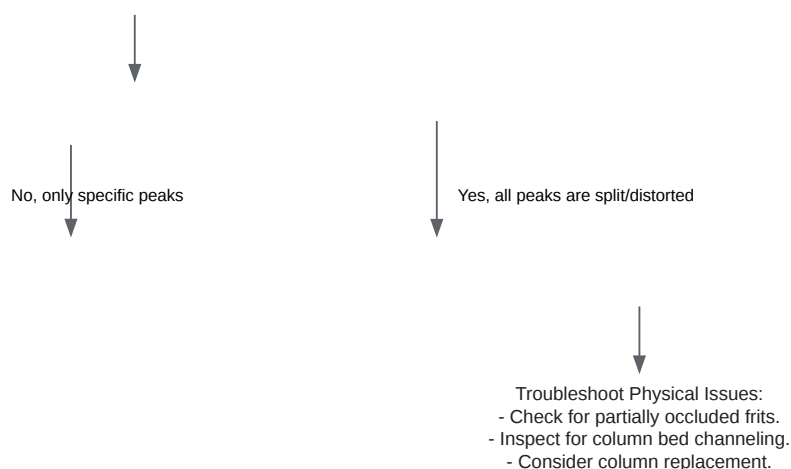 No, only specific peaks
Yes, all peaks are split/distorted
Troubleshoot Physical Issues:
- Check for partially occluded frits.
- Inspect for column bed channeling.
- Consider column replacement.